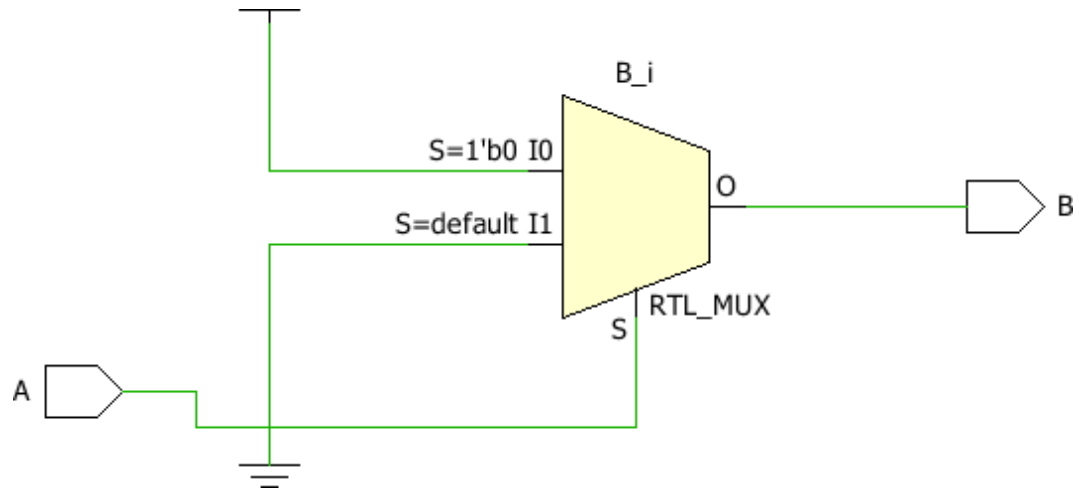 B_i
S=1'b0 I0
O
B
S=default I1
RTL_MUX
S
A